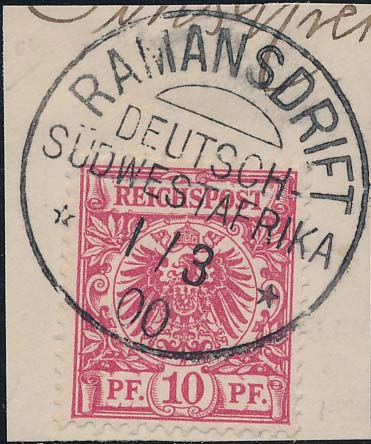 RAMANSDRIFT
DEUTSCH-
SÜDWESTAFRIKA
1/3
00
REICHSPOST
PF. 10 PF.